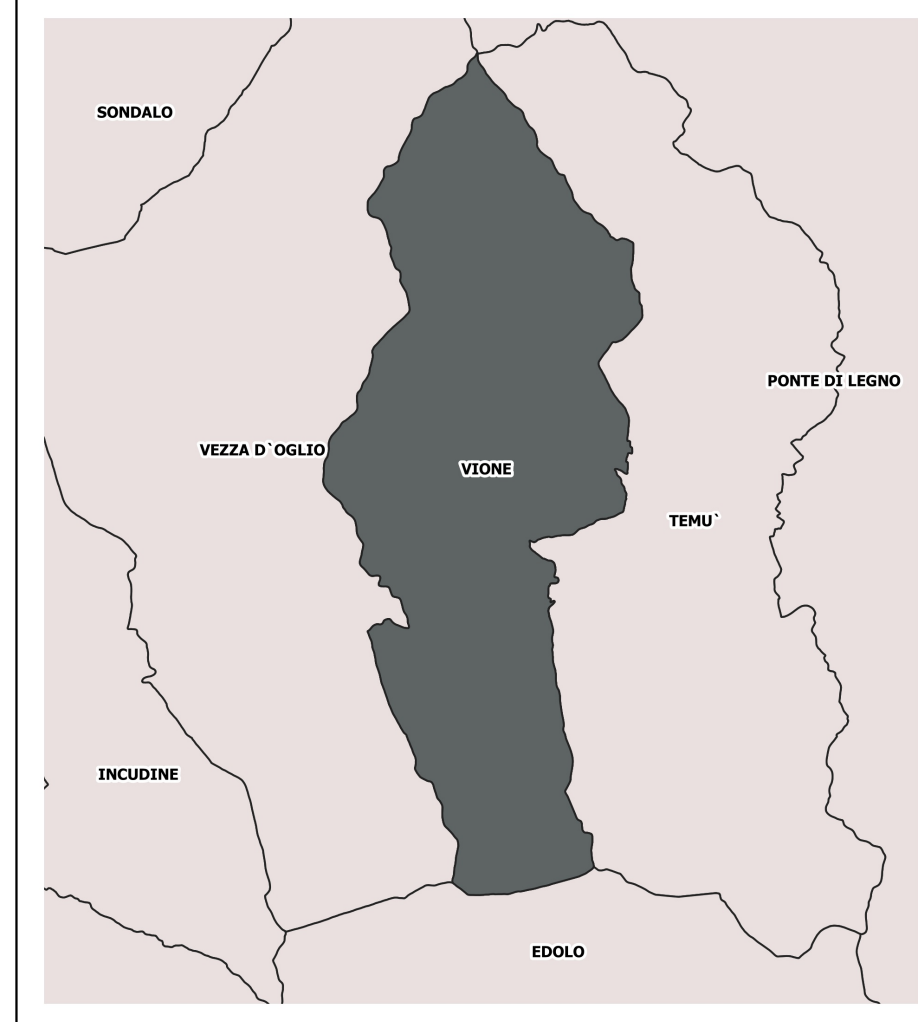 SONDALO
PONTE DI LEGNO
VEZZA D`OGLIO
VIONE
TEMU`
INCUDINE
EDOLO